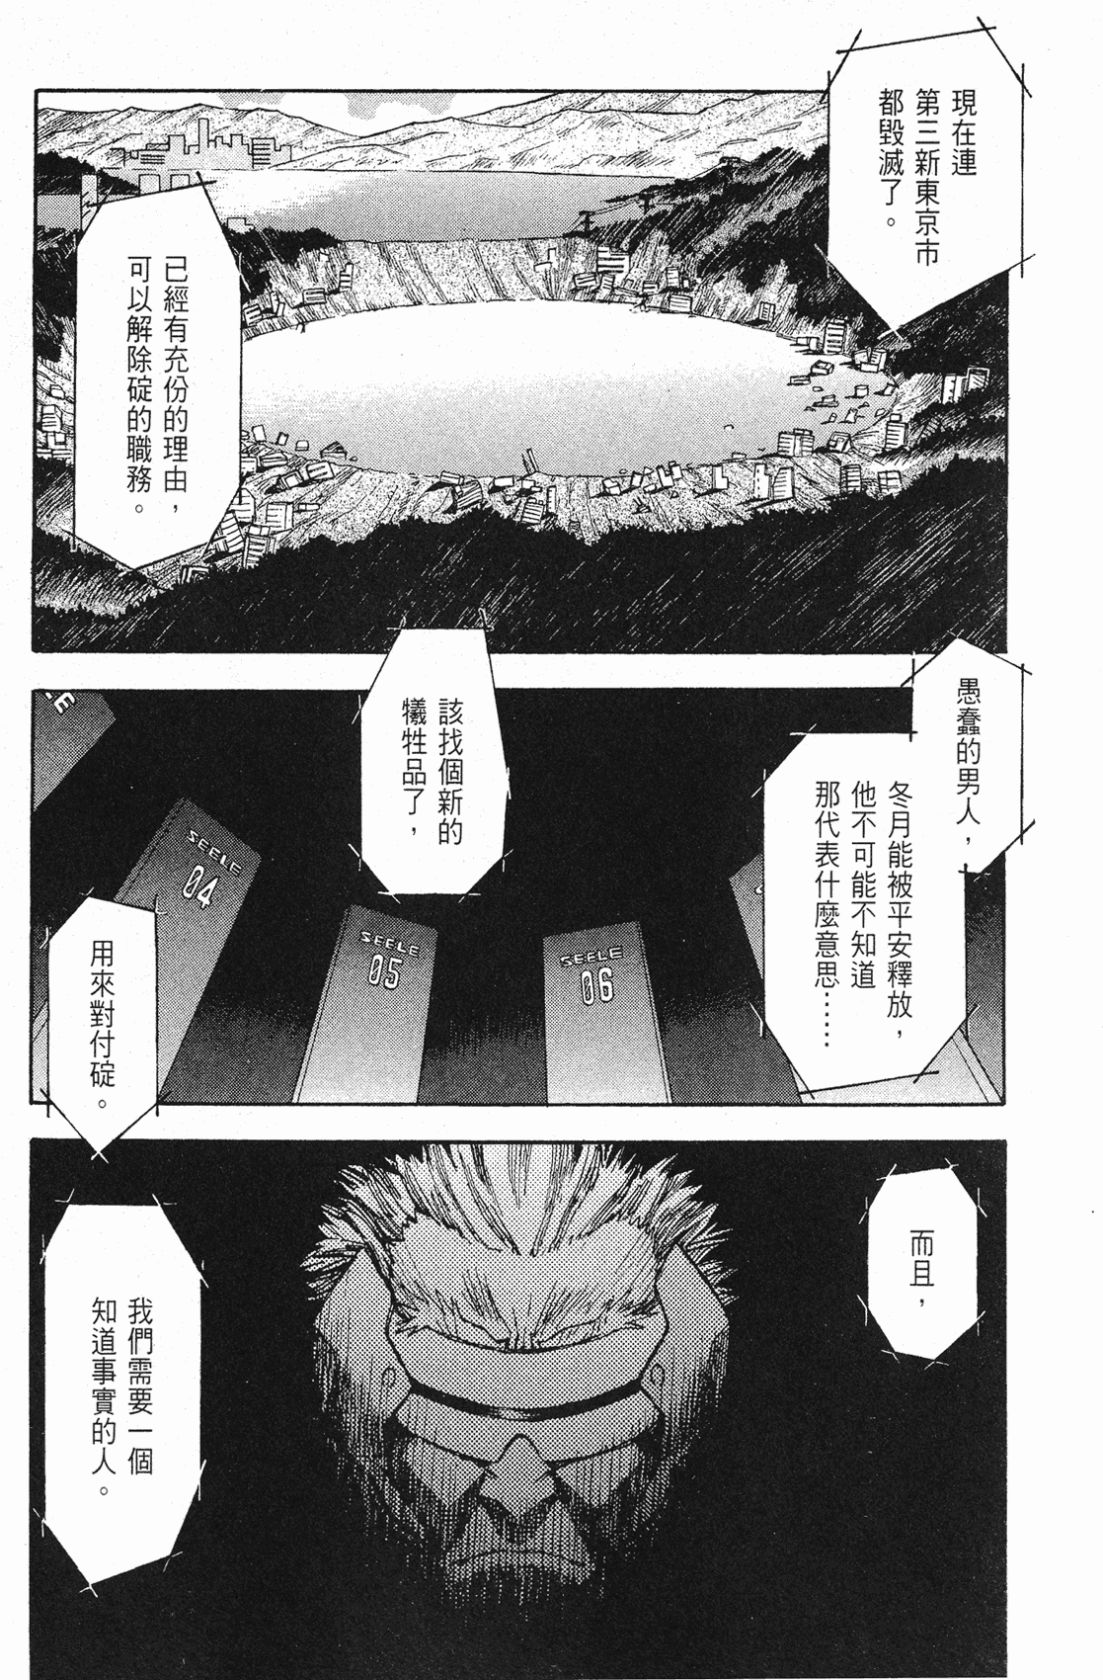 現在連
第三新東京市
都毀滅了。
已經有充份的理由，
可以解除碇的職務。
愚蠢的男人，
冬月能被平安釋放，
他不可能不知道
那代表什麼意思……
該找個新的
犧牲品了，
用來對付碇。
SEELE
04
SEELE
05
SEELE
06
而且，
我們需要一個
知道事實的人。